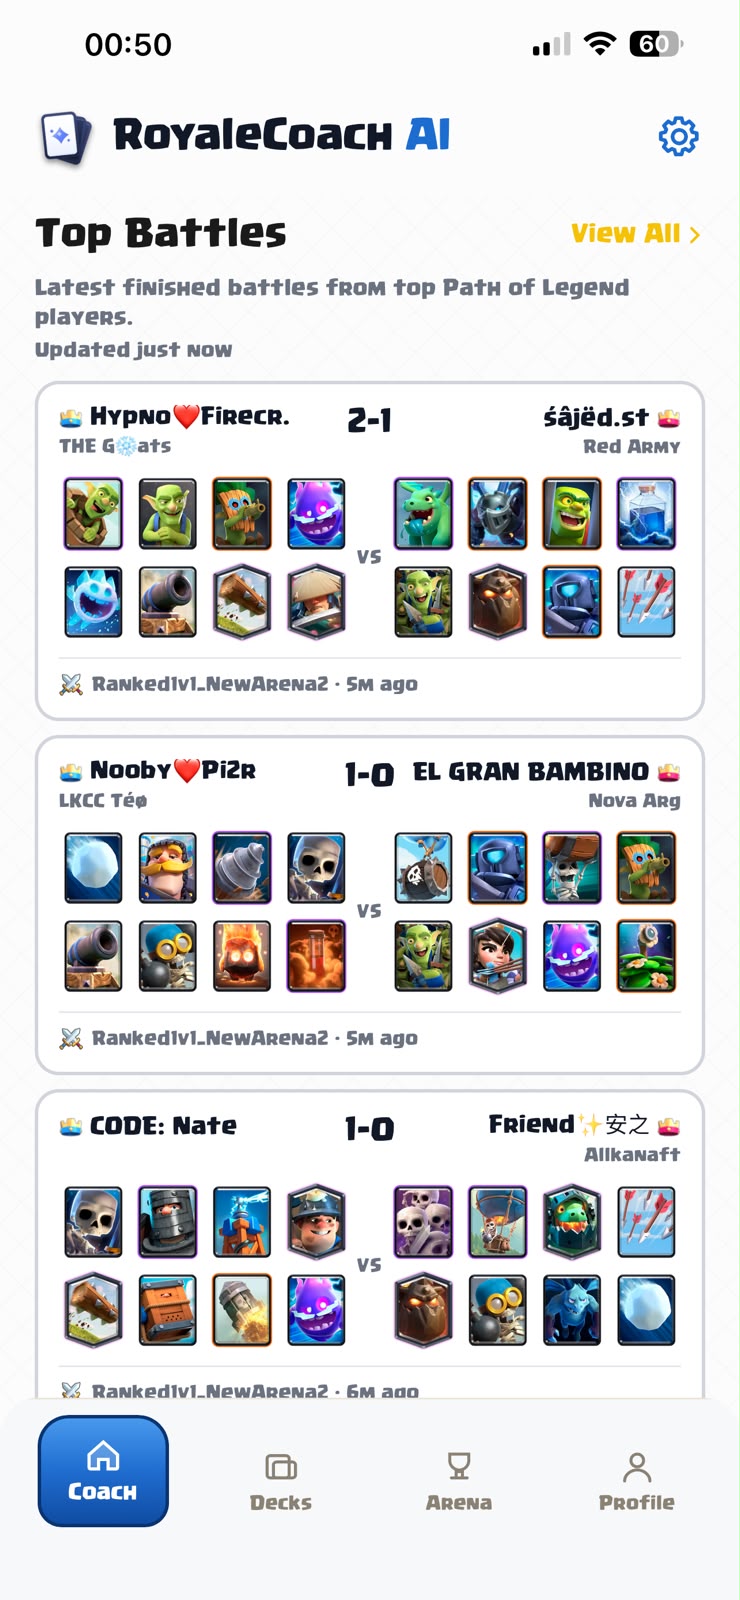 00:50
60
RoyaleCoach AI
Top Battles
View All >
Latest finished battles from top Path of Legend
players.
Updated just now
Hypno❤️Firecr.
2-1
śâjëd.st
THE G❄️ats
Red Army
vs
Ranked1v1_NewArena2 · 5m ago
Nooby❤️Pi2R
1-0
EL GRAN BAMBINO
LKCC Téø
Nova Arg
vs
Ranked1v1_NewArena2 · 5m ago
CODE: Nate
1-0
Friend✨安之
Allkanaft
vs
Ranked1v1_NewArena2 · 6m ago
Coach
Decks
Arena
Profile